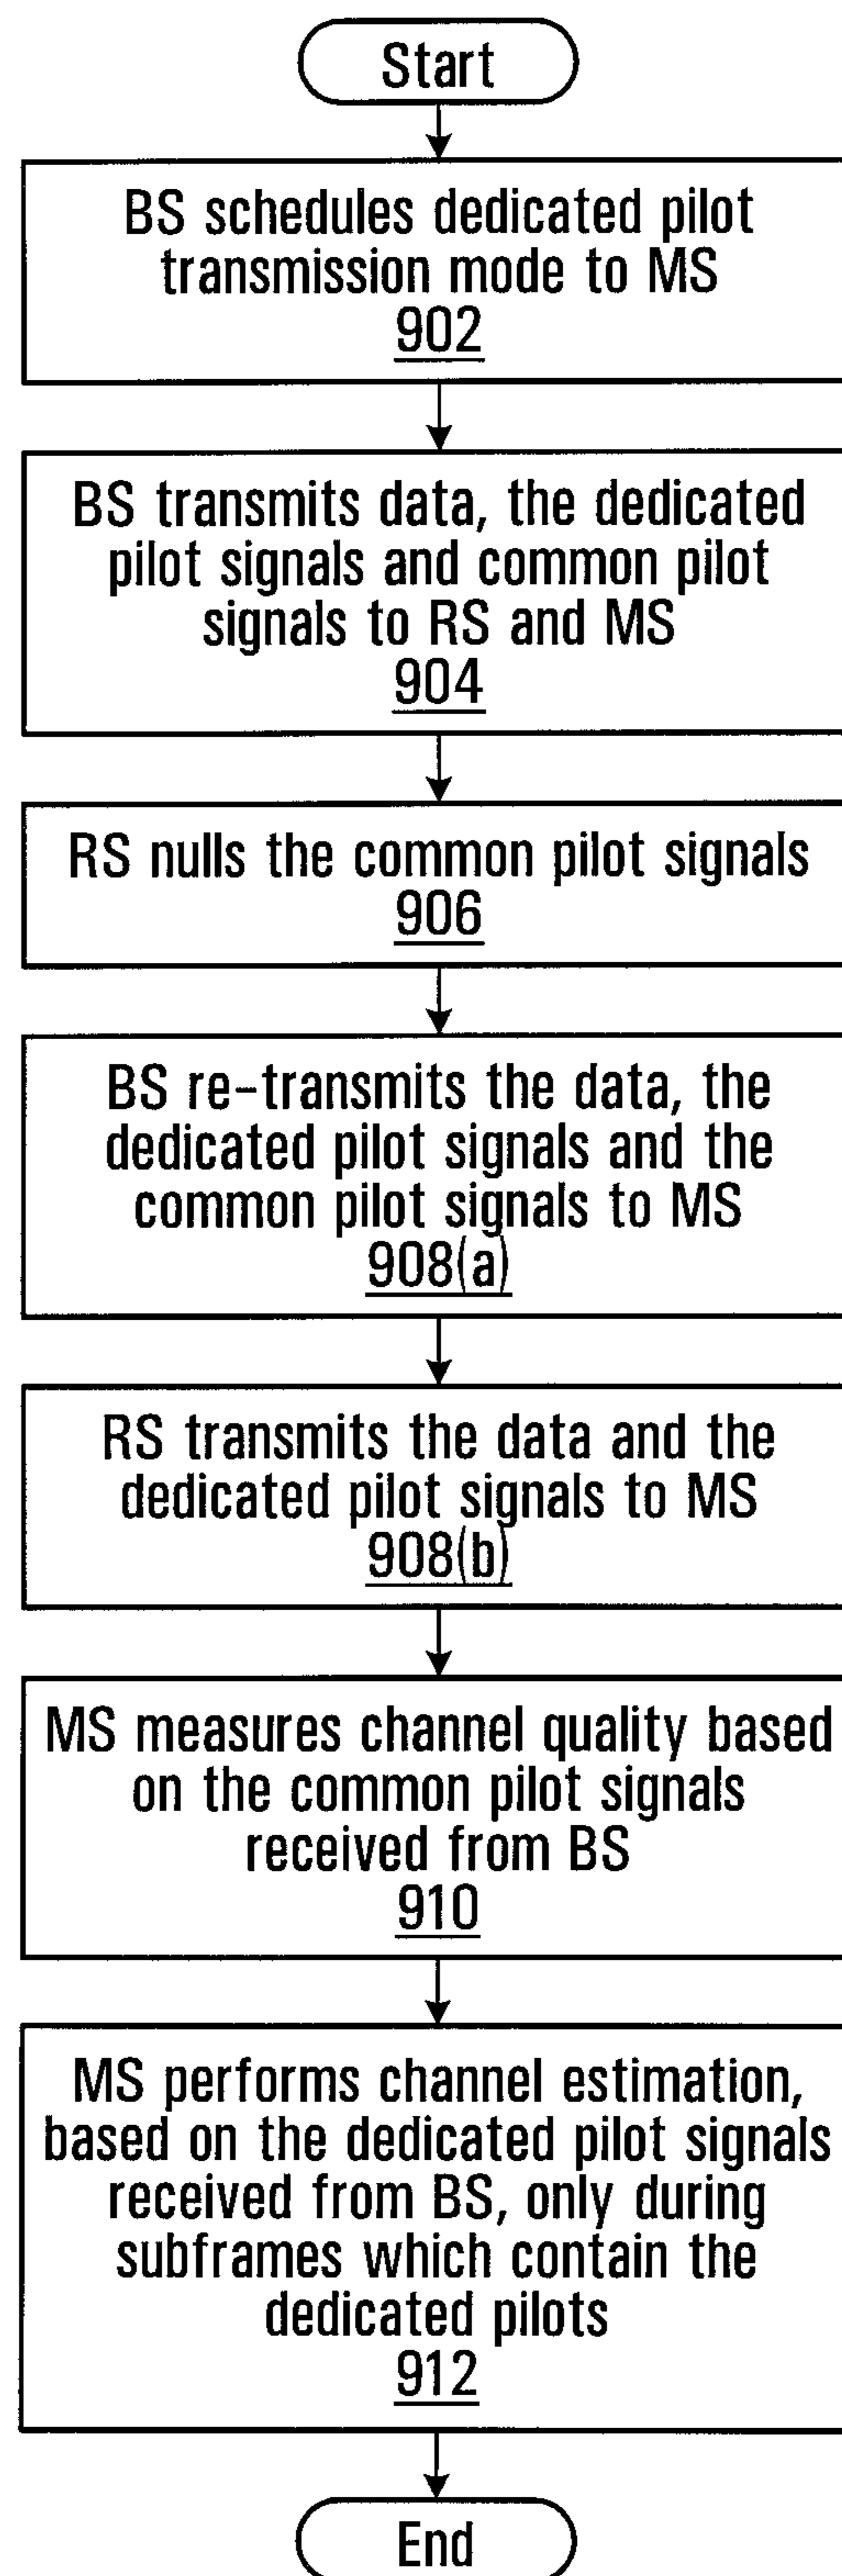 Start
BS schedules dedicated pilot
transmission mode to MS
902
BS transmits data, the dedicated
pilot signals and common pilot
signals to RS and MS
904
RS nulls the common pilot signals
906
BS re-transmits the data, the
dedicated pilot signals and the
common pilot signals to MS
908(a)
RS transmits the data and the
dedicated pilot signals to MS
908(b)
MS measures channel quality based
on the common pilot signals
received from BS
910
MS performs channel estimation,
based on the dedicated pilot signals
received from BS, only during
subframes which contain the
dedicated pilots
912
End